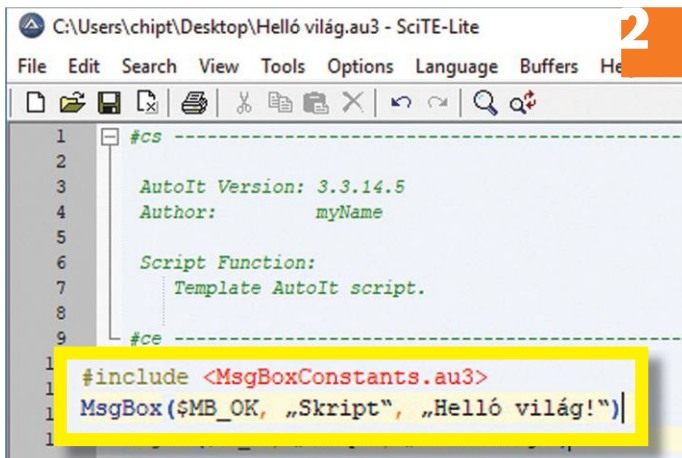 2
C:\Users\chipt\Desktop\Helló világ.au3 - SciTE-Lite
File Edit Search View Tools Options Language Buffers
1 #cs ----------------------------------------------------
2
3 AutoIt Version: 3.3.14.5
4 Author: myName
5
6 Script Function:
7 Template AutoIt script.
8
9 #ce ----------------------------------------------------
#include <MsgBoxConstants.au3>
MsgBox($MB_OK, „Skript“, „Helló világ!“)